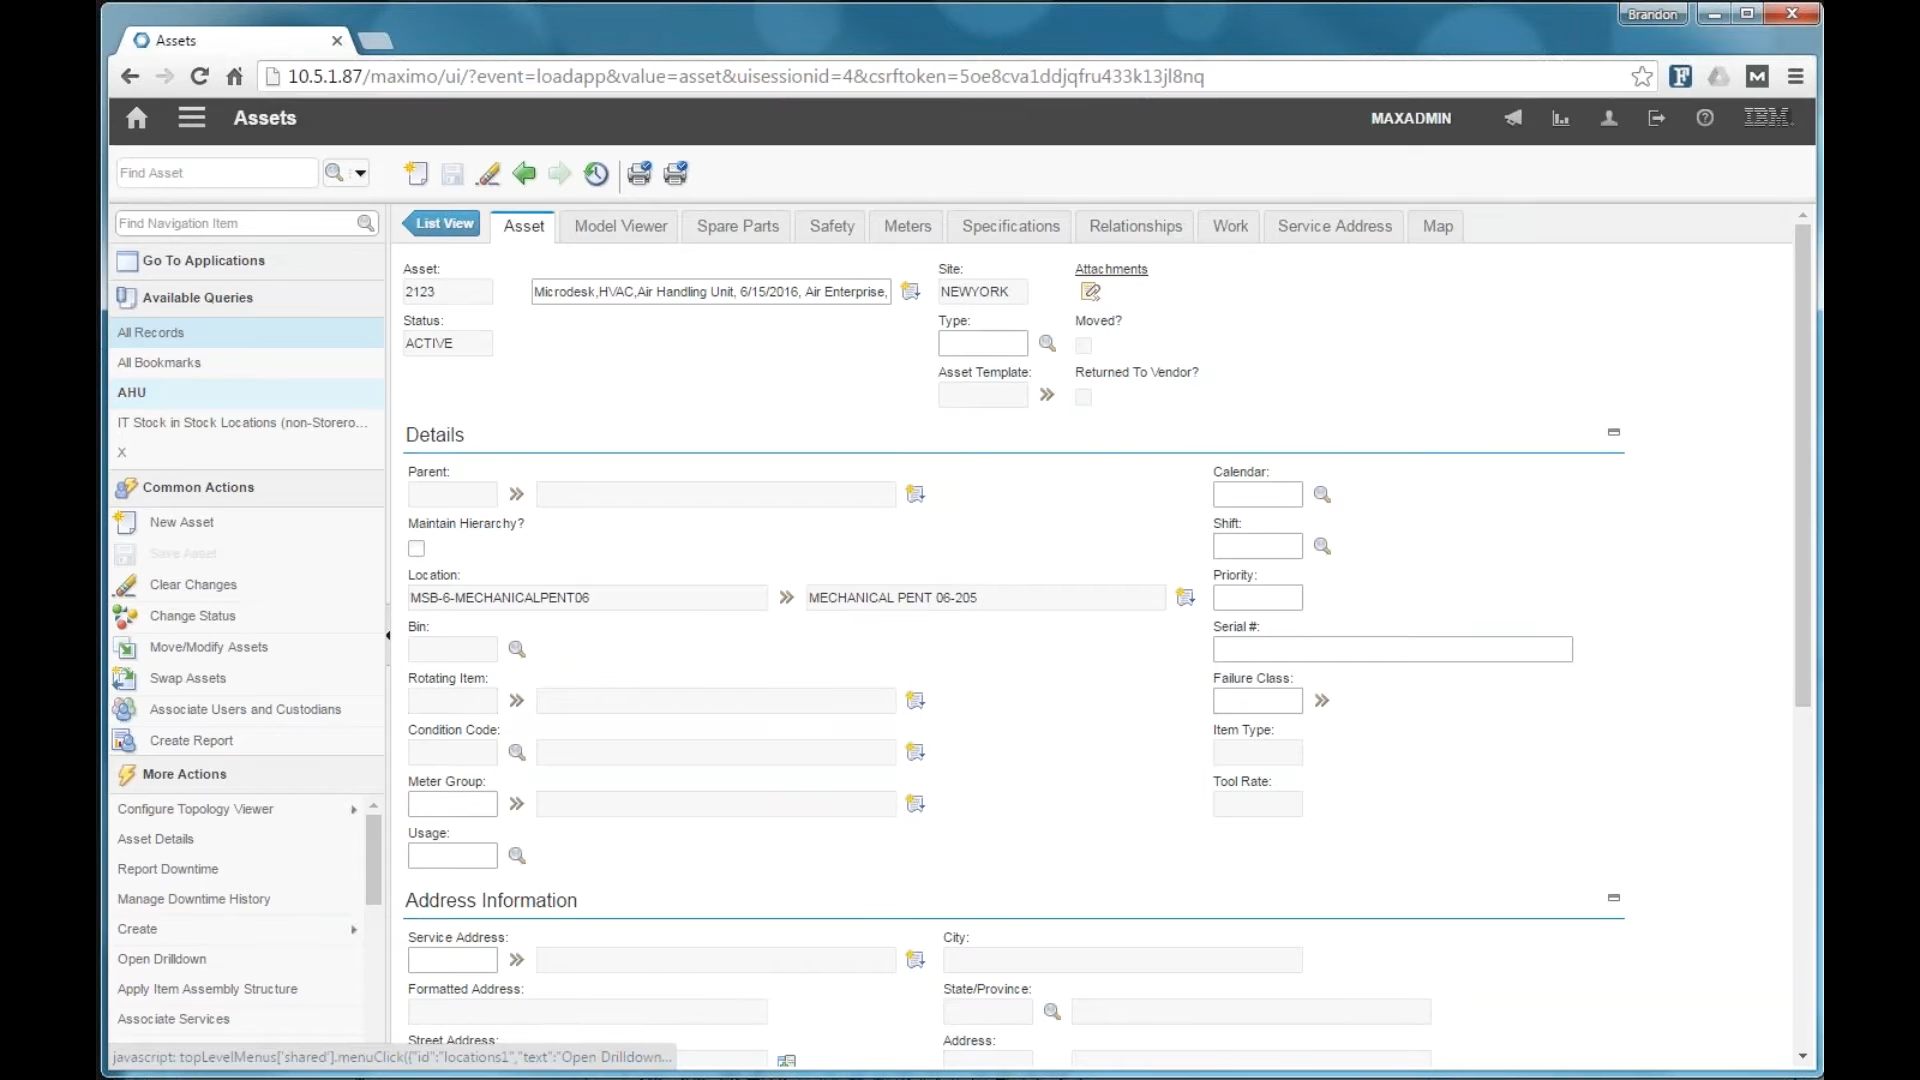 Brandon
Assets
10.5.1.87/maximo/ui/?event=loadapp&value=asset&uisessionid=4&csrftoken=5oe8cva1ddjqfru433k13jl8nq
Assets
MAXADMIN
IBM.
Find Asset
Find Navigation Item
Go To Applications
Available Queries
All Records
All Bookmarks
AHU
IT Stock in Stock Locations (non-Storero...
X
Common Actions
New Asset
Save Asset
Clear Changes
Change Status
Move/Modify Assets
Swap Assets
Associate Users and Custodians
Create Report
More Actions
Configure Topology Viewer
Asset Details
Report Downtime
Manage Downtime History
Create
Open Drilldown
Apply Item Assembly Structure
Associate Services
List View
Asset
Model Viewer
Spare Parts
Safety
Meters
Specifications
Relationships
Work
Service Address
Map
Asset:
2123
Microdesk,HVAC,Air Handling Unit, 6/15/2016, Air Enterprise,
Site:
NEWYORK
Attachments
Status:
ACTIVE
Type:
Moved?
Asset Template:
Returned To Vendor?
Details
Parent:
Calendar:
Maintain Hierarchy?
Shift:
Location:
MSB-6-MECHANICALPENT06
MECHANICAL PENT 06-205
Priority:
Bin:
Serial #:
Rotating Item:
Failure Class:
Condition Code:
Item Type:
Meter Group:
Tool Rate:
Usage:
Address Information
Service Address:
City:
Formatted Address:
State/Province:
Street Address:
Address:
javascript: topLevelMenus['shared'].menuClick({"id":"locations1","text":"Open Drilldown...